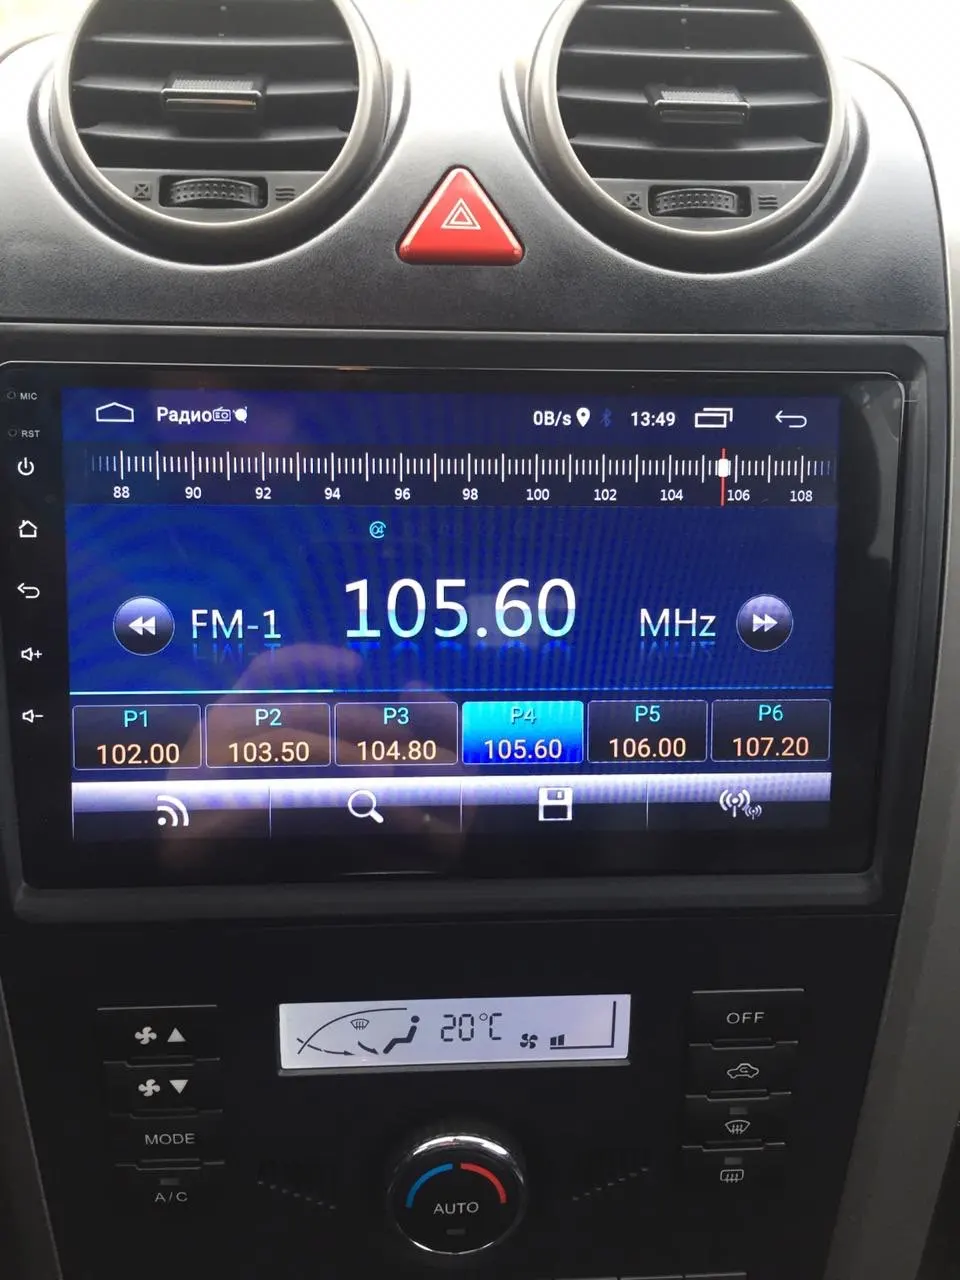 MIC
Радио
0B/s 13:49
RST
88 90 92 94 96 98 100 102 104 106 108
FM-1 105.60 MHz
P1 P2 P3 P4 P5 P6
102.00 103.50 104.80 105.60 106.00 107.20
20°C
OFF
MODE
A/C
AUTO